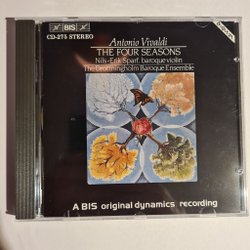 BIS
CD-275 STEREO
Antonio Vivaldi
THE FOUR SEASONS
Nils-Erik Sparf, baroque violin
The Drottningholm Baroque Ensemble
A BIS original dynamics recording